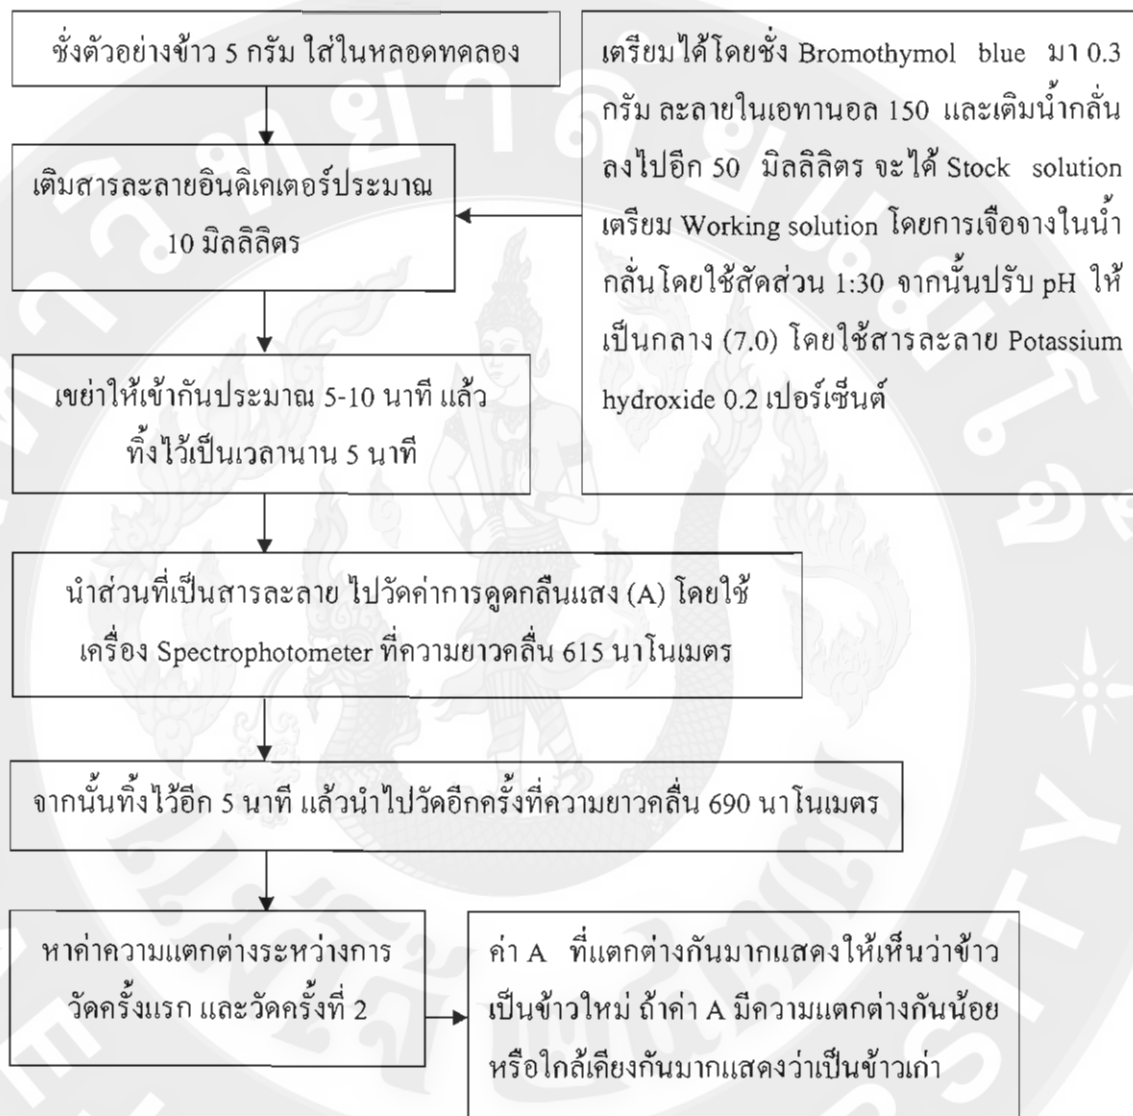 ชั่งตัวอย่างข้าว 5 กรัม ใส่ในหลอดทดลอง
เติมสารละลายอินดิเคเตอร์ประมาณ
10 มิลลิลิตร
เตรียมได้โดยชั่ง Bromothymol blue มา 0.3
กรัม ละลายในเอทานอล 150 และเติมน้ำกลั่น
ลงไปอีก 50 มิลลิลิตร จะได้ Stock solution
เตรียม Working solution โดยการเจือจางในน้ำ
กลั่นโดยใช้สัดส่วน 1:30 จากนั้นปรับ pH ให้
เป็นกลาง (7.0) โดยใช้สารละลาย Potassium
hydroxide 0.2 เปอร์เซ็นต์
เขย่าให้เข้ากันประมาณ 5-10 นาที แล้ว
ทิ้งไว้เป็นเวลานาน 5 นาที
นำส่วนที่เป็นสารละลาย ไปวัดค่าการดูดกลืนแสง (A) โดยใช้
เครื่อง Spectrophotometer ที่ความยาวคลื่น 615 นาโนเมตร
จากนั้นทิ้งไว้อีก 5 นาที แล้วนำไปวัดอีกครั้งที่ความยาวคลื่น 690 นาโนเมตร
หาค่าความแตกต่างระหว่างการ
วัดครั้งแรก และวัดครั้งที่ 2
ค่า A ที่แตกต่างกันมากแสดงให้เห็นว่าข้าว
เป็นข้าวใหม่ ถ้าค่า A มีความแตกต่างกันน้อย
หรือใกล้เคียงกันมากแสดงว่าเป็นข้าวเก่า